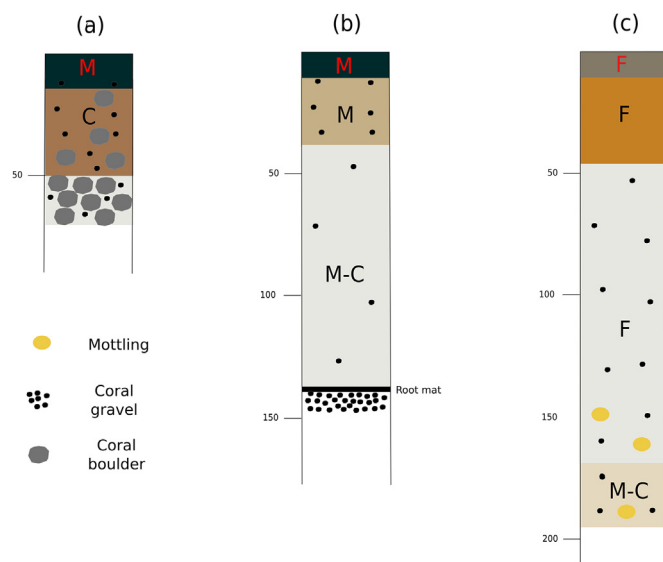 (a)
M
C
50
Mottling
Coral
gravel
Coral
boulder
(b)
M
M
50
M-C
100
Root mat
150
(c)
F
F
50
100
F
150
M-C
200